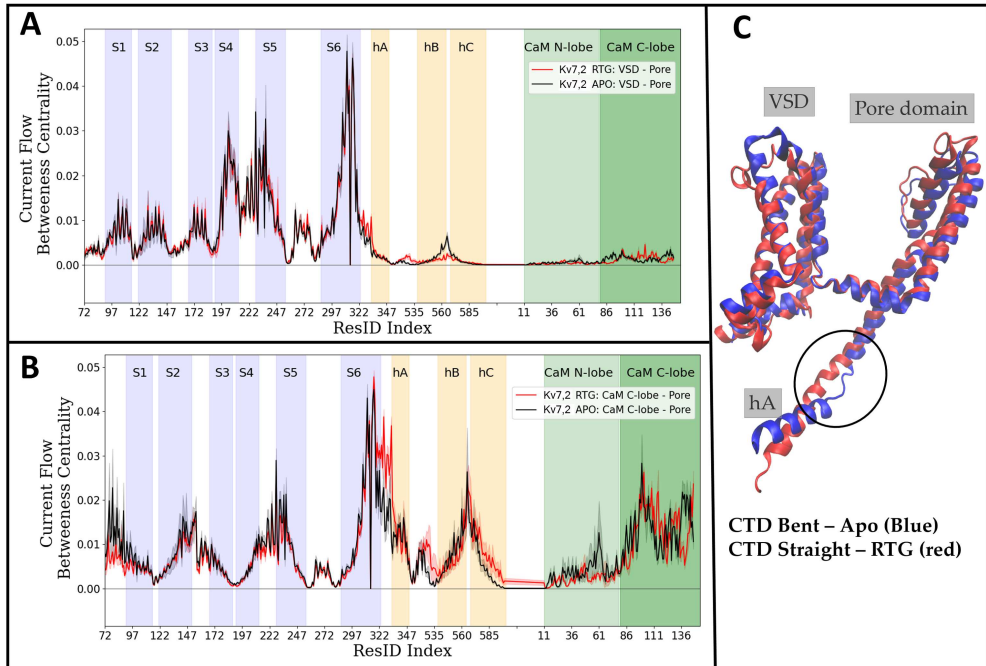 A
S1 S2 S3 S4 S5 S6 hA hB hC CaM N-lobe CaM C-lobe
Kv7,2 RTG: VSD - Pore
Kv7,2 APO: VSD - Pore
0.05
0.04
0.03
0.02
0.01
0.00
Current Flow
Betweeness Centrality
72 97 122 147 172 197 222 247 272 297 322 347 535 560 585 11 36 61 86 111 136
ResID Index
B
S1 S2 S3 S4 S5 S6 hA hB hC CaM N-lobe CaM C-lobe
Kv7,2 RTG: CaM C-lobe - Pore
Kv7,2 APO: CaM C-lobe - Pore
0.05
0.04
0.03
0.02
0.01
0.00
Current Flow
Betweeness Centrality
72 97 122 147 172 197 222 247 272 297 322 347 535 560 585 11 36 61 86 111 136
ResID Index
C
VSD
Pore domain
hA
CTD Bent – Apo (Blue)
CTD Straight – RTG (red)